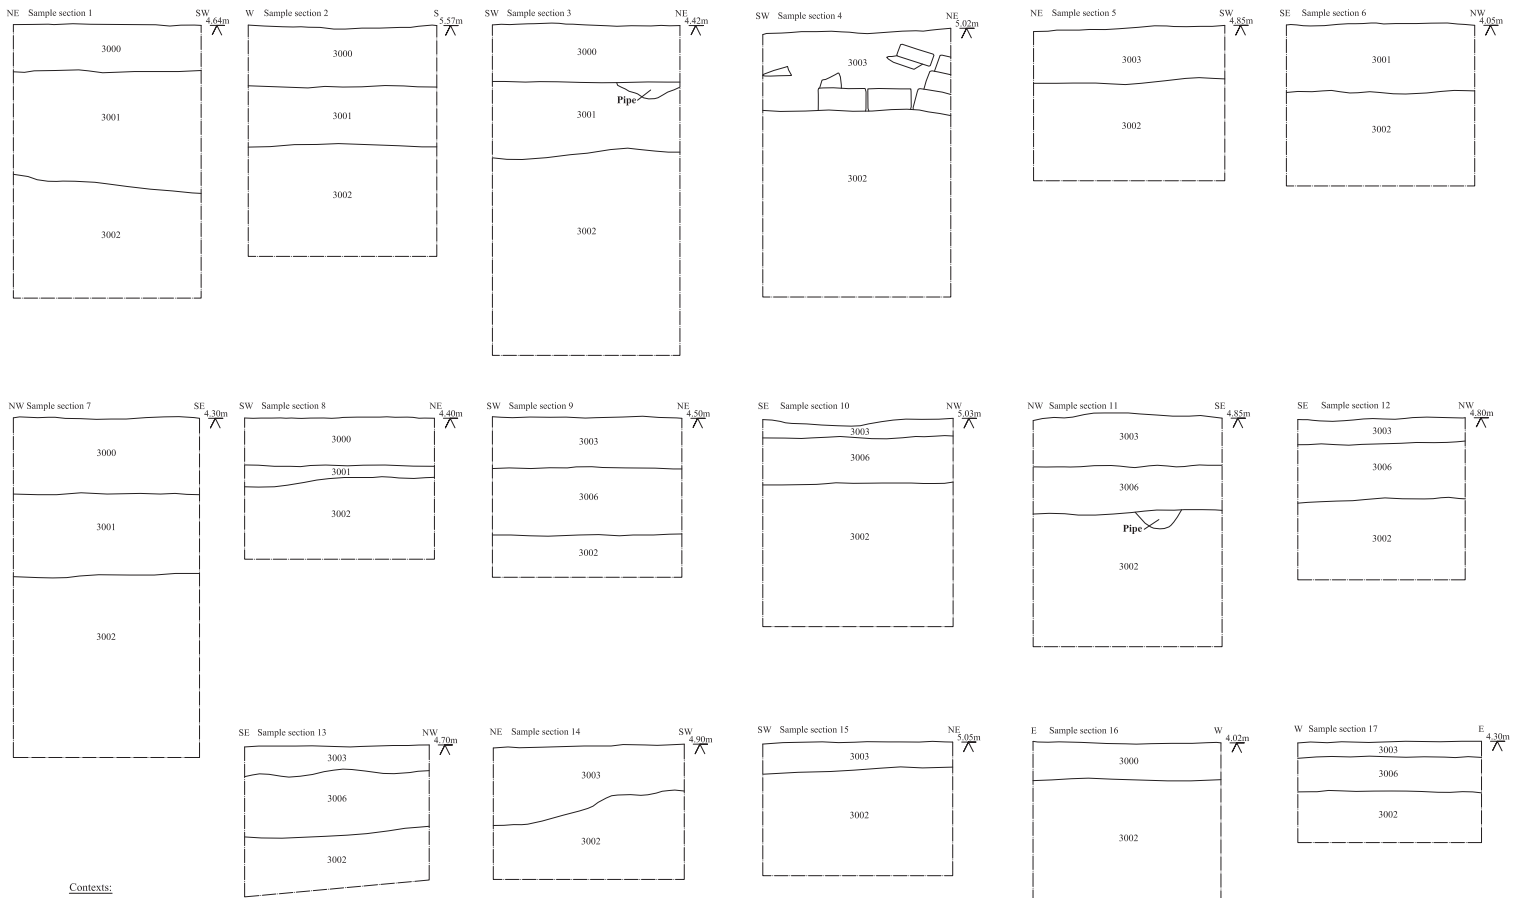 NE Sample section 1 SW
4.64m
3000
3001
3002
W Sample section 2 S
5.57m
3000
3001
3002
SW Sample section 3 NE
4.42m
3000
Pipe
3001
3002
SW Sample section 4 NE
5.02m
3003
3002
NE Sample section 5 SW
4.85m
3003
3002
SE Sample section 6 NW
4.05m
3001
3002
NW Sample section 7 SE
4.30m
3000
3001
3002
SW Sample section 8 NE
4.40m
3000
3001
3002
SW Sample section 9 NE
4.50m
3003
3006
3002
SE Sample section 10 NW
5.03m
3003
3006
3002
NW Sample section 11 SE
4.85m
3003
3006
Pipe
3002
SE Sample section 12 NW
4.80m
3003
3006
3002
SE Sample section 13 NW
4.70m
3003
3006
3002
NE Sample section 14 SW
4.90m
3003
3002
SW Sample section 15 NE
5.05m
3003
3002
E Sample section 16 W
4.02m
3000
3002
W Sample section 17 E
4.30m
3003
3006
3002
Contexts: